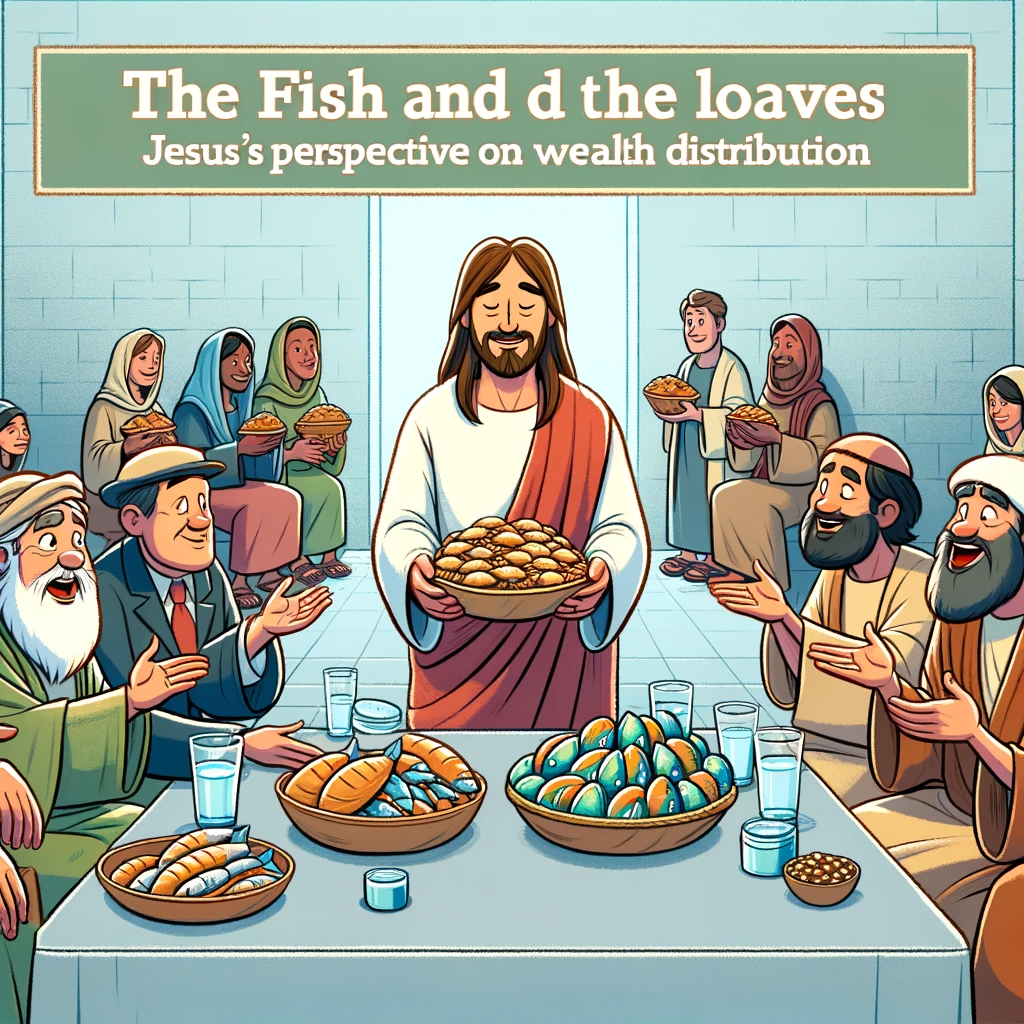 The Fish and d the loaves
Jesus's perspective on wealth distribution